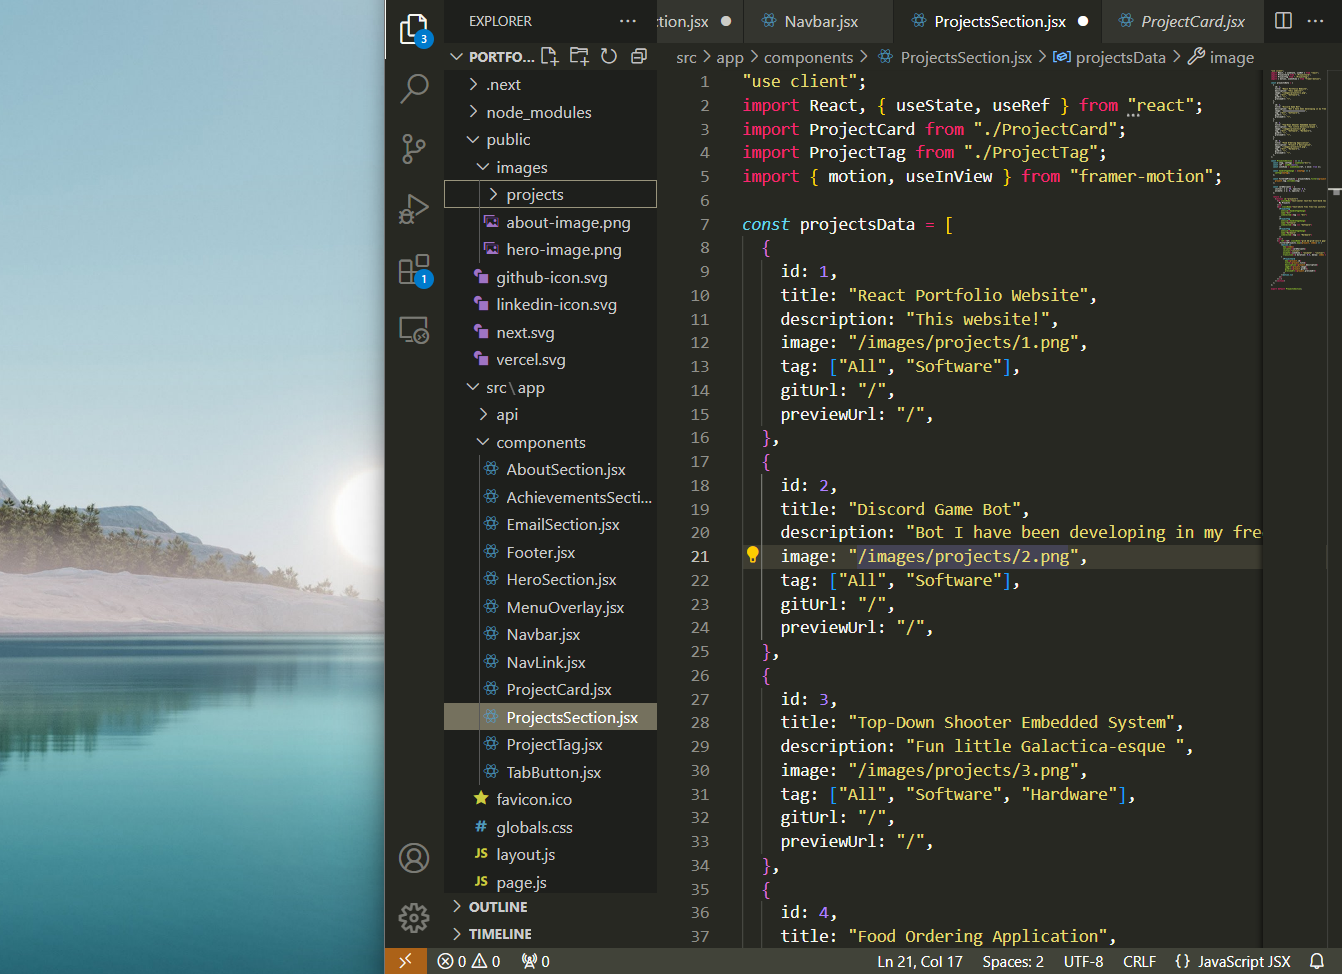 EXPLORER
tion.jsx
Navbar.jsx
ProjectsSection.jsx
ProjectCard.jsx
3
PORTFO...
src > app > components > ProjectsSection.jsx > projectsData > image
.next
node_modules
public
images
projects
about-image.png
hero-image.png
github-icon.svg
linkedin-icon.svg
next.svg
vercel.svg
src\app
api
components
AboutSection.jsx
AchievementsSecti...
EmailSection.jsx
Footer.jsx
HeroSection.jsx
MenuOverlay.jsx
Navbar.jsx
NavLink.jsx
ProjectCard.jsx
ProjectsSection.jsx
ProjectTag.jsx
TabButton.jsx
favicon.ico
# globals.css
JS layout.js
JS page.js
OUTLINE
TIMELINE
1
1 "use client";
2 import React, { useState, useRef } from "react";
3 import ProjectCard from "./ProjectCard";
4 import ProjectTag from "./ProjectTag";
5 import { motion, useInView } from "framer-motion";
6
7 const projectsData = [
8 {
9 id: 1,
10 title: "React Portfolio Website",
11 description: "This website!",
12 image: "/images/projects/1.png",
13 tag: ["All", "Software"],
14 gitUrl: "/",
15 previewUrl: "/",
16 },
17 {
18 id: 2,
19 title: "Discord Game Bot",
20 description: "Bot I have been developing in my fre
21 image: "/images/projects/2.png",
22 tag: ["All", "Software"],
23 gitUrl: "/",
24 previewUrl: "/",
25 },
26 {
27 id: 3,
28 title: "Top-Down Shooter Embedded System",
29 description: "Fun little Galactica-esque ",
30 image: "/images/projects/3.png",
31 tag: ["All", "Software", "Hardware"],
32 gitUrl: "/",
33 previewUrl: "/",
34 },
35 {
36 id: 4,
37 title: "Food Ordering Application",
0 0 0
Ln 21, Col 17 Spaces: 2 UTF-8 CRLF {} JavaScript JSX